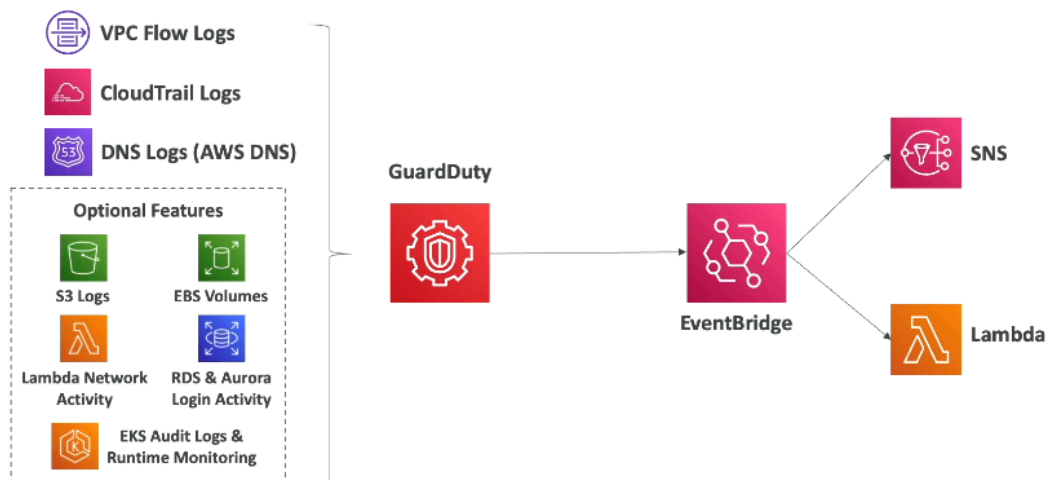 VPC Flow Logs
CloudTrail Logs
53
DNS Logs (AWS DNS)
Optional Features
S3 Logs
EBS Volumes
Lambda Network
Activity
RDS & Aurora
Login Activity
K
EKS Audit Logs &
Runtime Monitoring
GuardDuty
EventBridge
SNS
Lambda